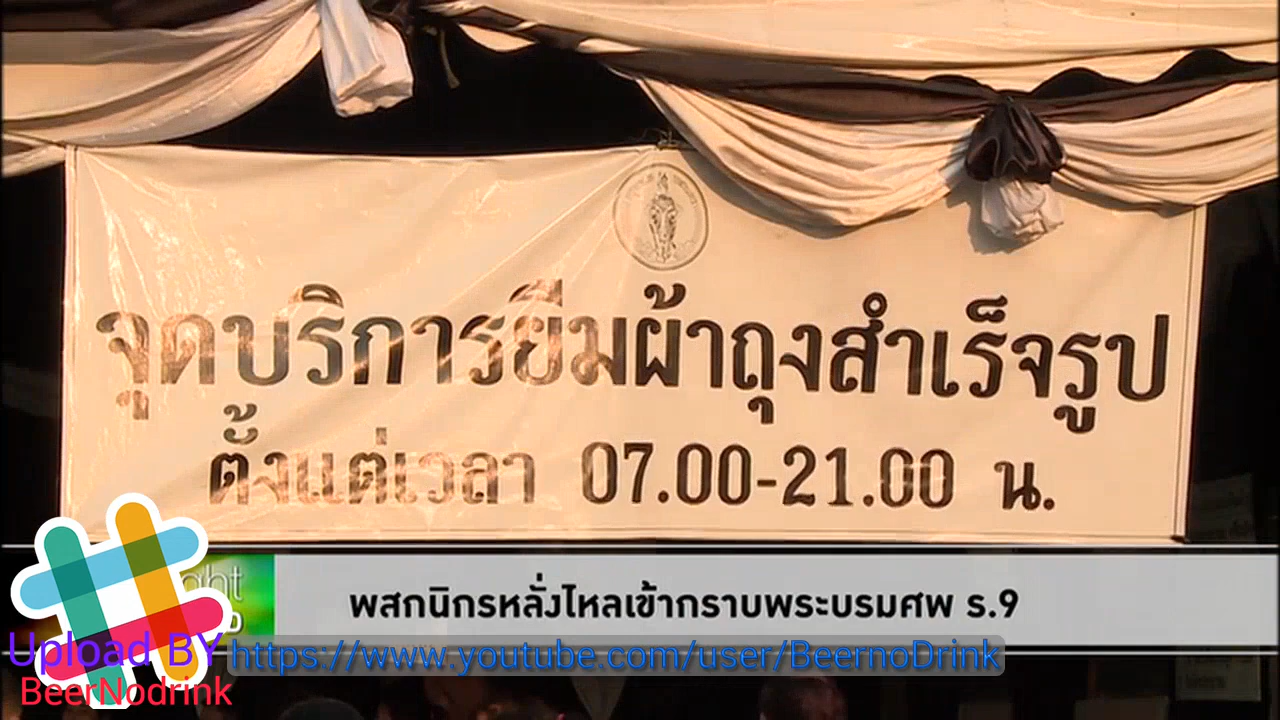 จุดบริการยืมผ้าถุงสำเร็จรูป
ตั้งแต่เวลา 07.00-21.00 น.
ght
พสกนิกรหลั่งไหลเข้ากราบพระบรมศพ ร.9
Upload BY https://www.youtube.com/user/BeernoDrink
BeerNodrink